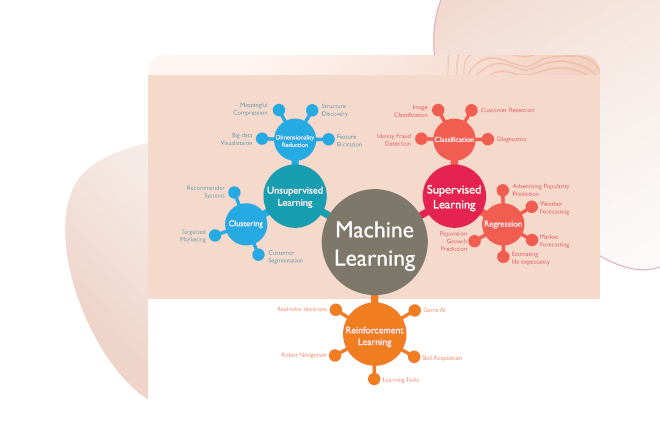 Meaningful
Compression
Structure
Discovery
Big data
Visualistation
Dimensionality
Reduction
Feature
Elicitation
Recommender
Systems
Unsupervised
Learning
Clustering
Targetted
Marketing
Customer
Segmentation
Machine
Learning
Image
Classification
Customer Retention
Idenity Fraud
Detection
Classification
Diagnostics
Supervised
Learning
Advertising Popularity
Prediction
Weather
Forecasting
Regression
Population
Growth
Prediction
Market
Forecasting
Estimating
life expectancy
Real-time decisions
Game AI
Reinforcement
Learning
Robot Navigation
Skill Acquisition
Learning Tasks